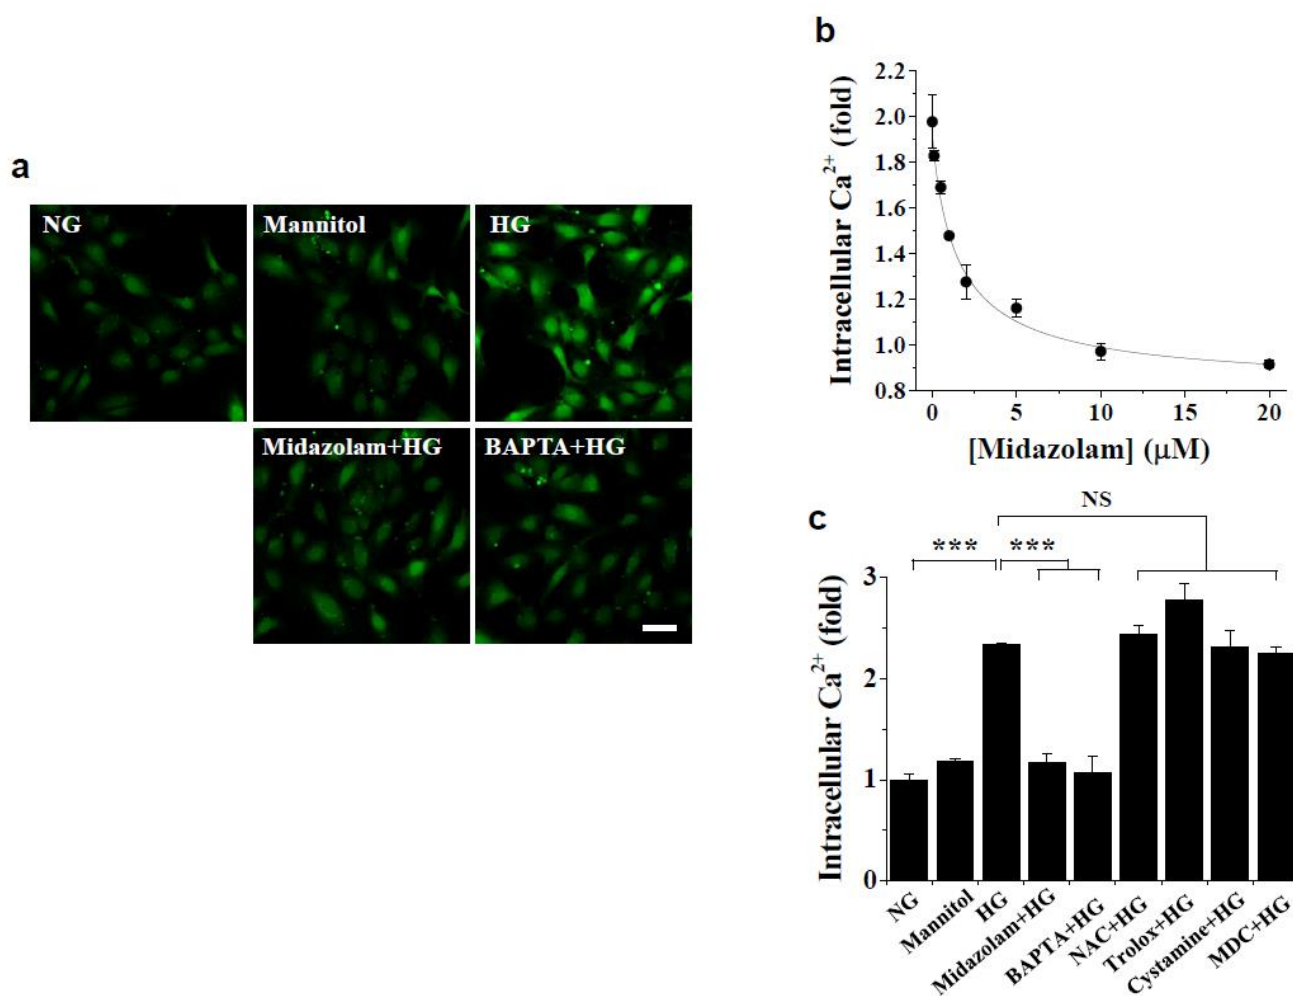 a
NG
Mannitol
HG
Midazolam+HG
BAPTA+HG
b
Intracellular Ca²⁺ (fold)
2.2
2.0
1.8
1.6
1.4
1.2
1.0
0.8
0 5 10 15 20
[Midazolam] (μM)
c
NS
*** ***
Intracellular Ca²⁺ (fold)
3
2
1
0
NG
Mannitol
HG
Midazolam+HG
BAPTA+HG
NAC+HG
Trolox+HG
Cystamine+HG
MDC+HG